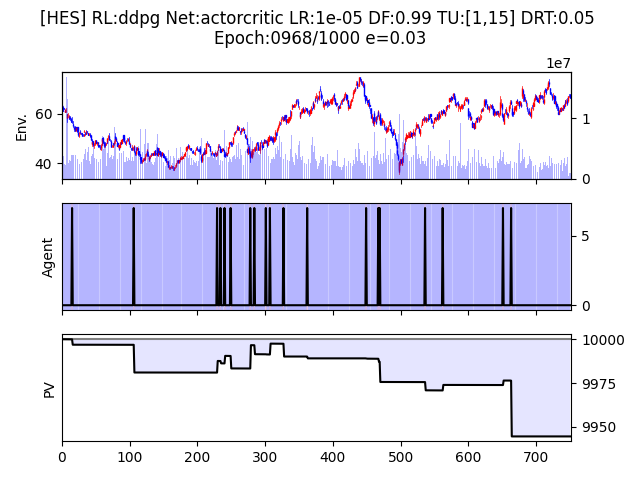 [HES] RL:ddpg Net:actorcritic LR:1e-05 DF:0.99 TU:[1,15] DRT:0.05
Epoch:0968/1000 e=0.03
1e7
Env.
60
40
1
0
Agent
5
0
PV
10000
9975
9950
0 100 200 300 400 500 600 700